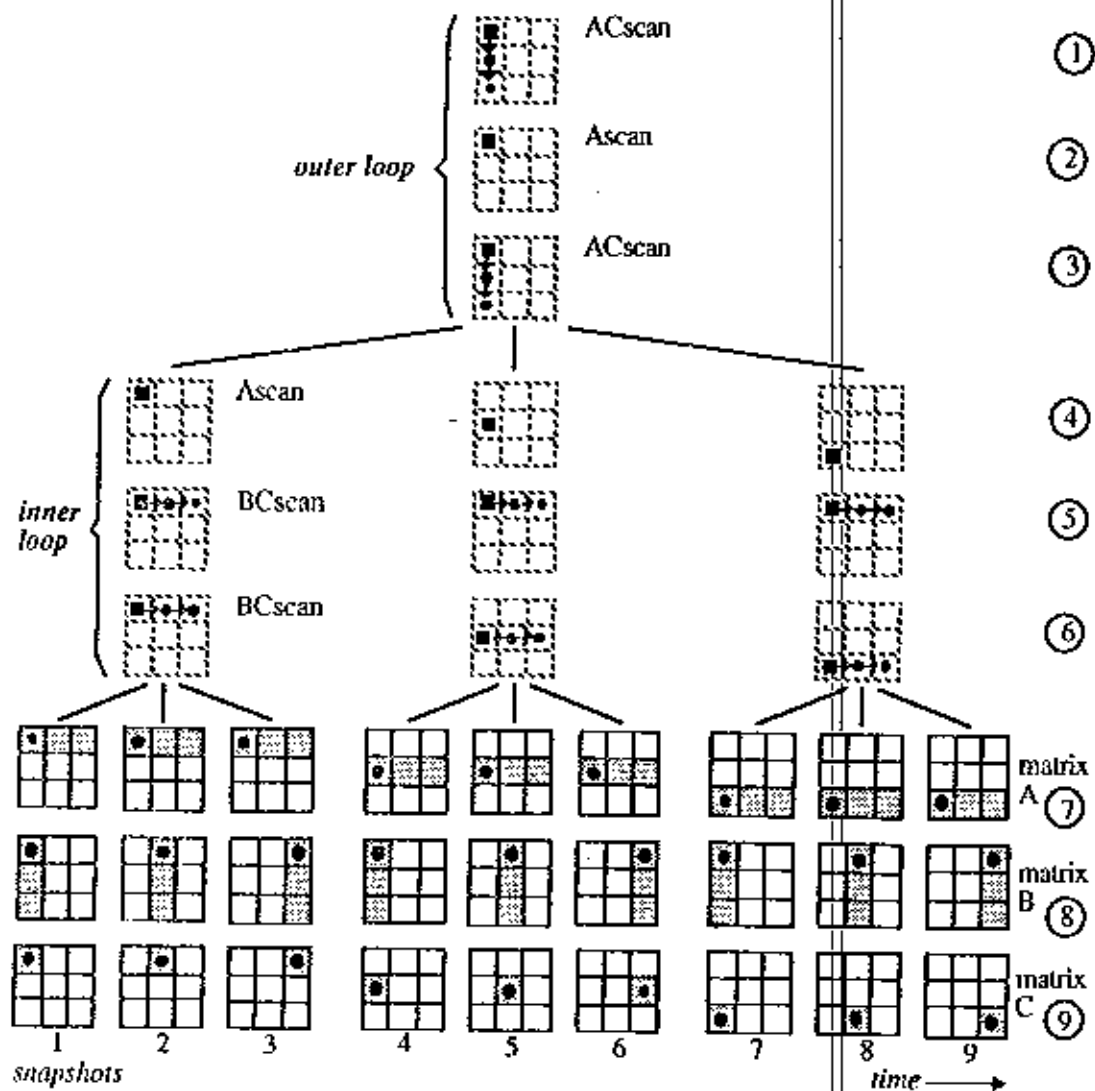 ACscan ①
Ascan ②
outer loop
ACscan ③
Ascan ④
inner loop
BCscan ⑤
BCscan ⑥
matrix A ⑦
matrix B ⑧
matrix C ⑨
1 2 3 4 5 6 7 8 9
snapshots time